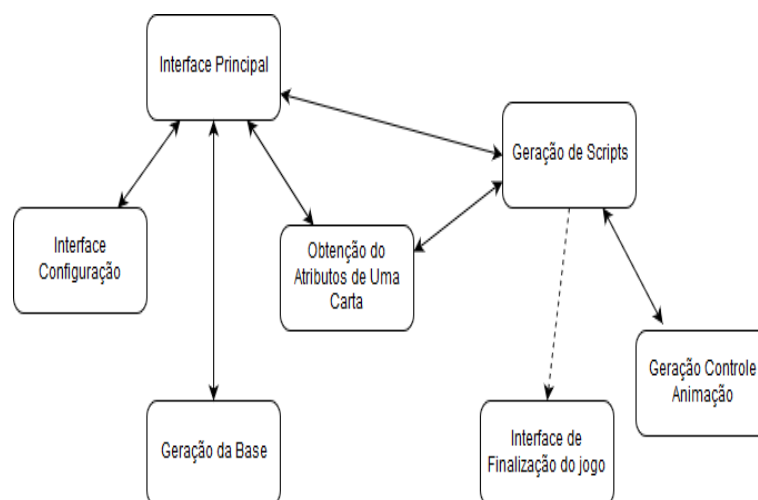 Interface Principal
Geração de Scripts
Interface
Configuração
Obtenção do
Atributos de Uma
Carta
Geração Controle
Animação
Geração da Base
Interface de
Finalização do jogo